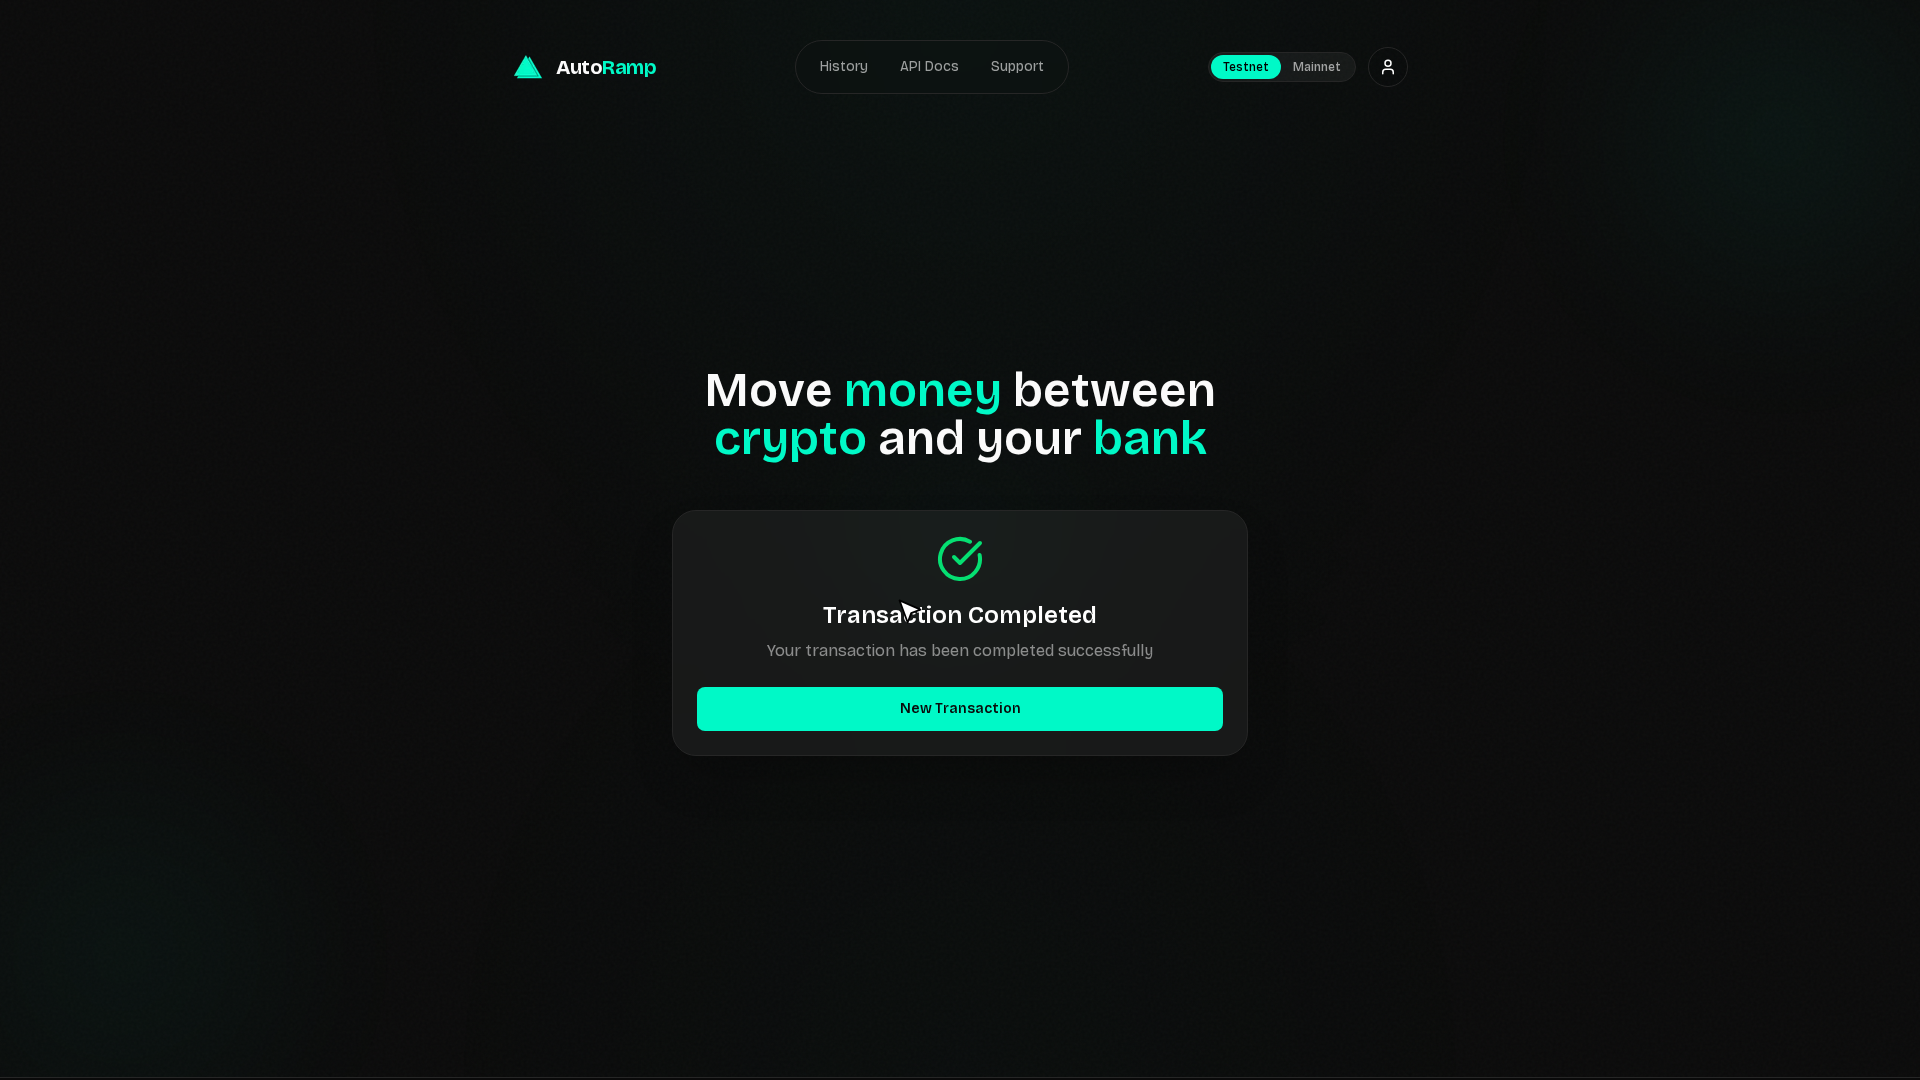 AutoRamp
History API Docs Support
Testnet Mainnet
Move money between
crypto and your bank
Transaction Completed
Your transaction has been completed successfully
New Transaction